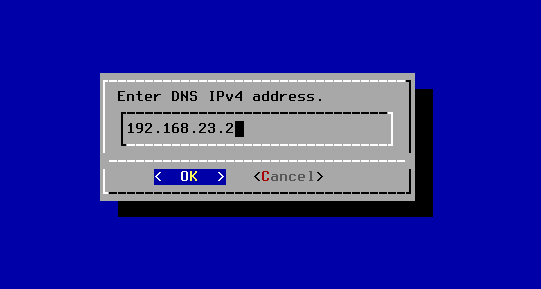 Enter DNS IPv4 address.
192.168.23.2
< OK > <Cancel>